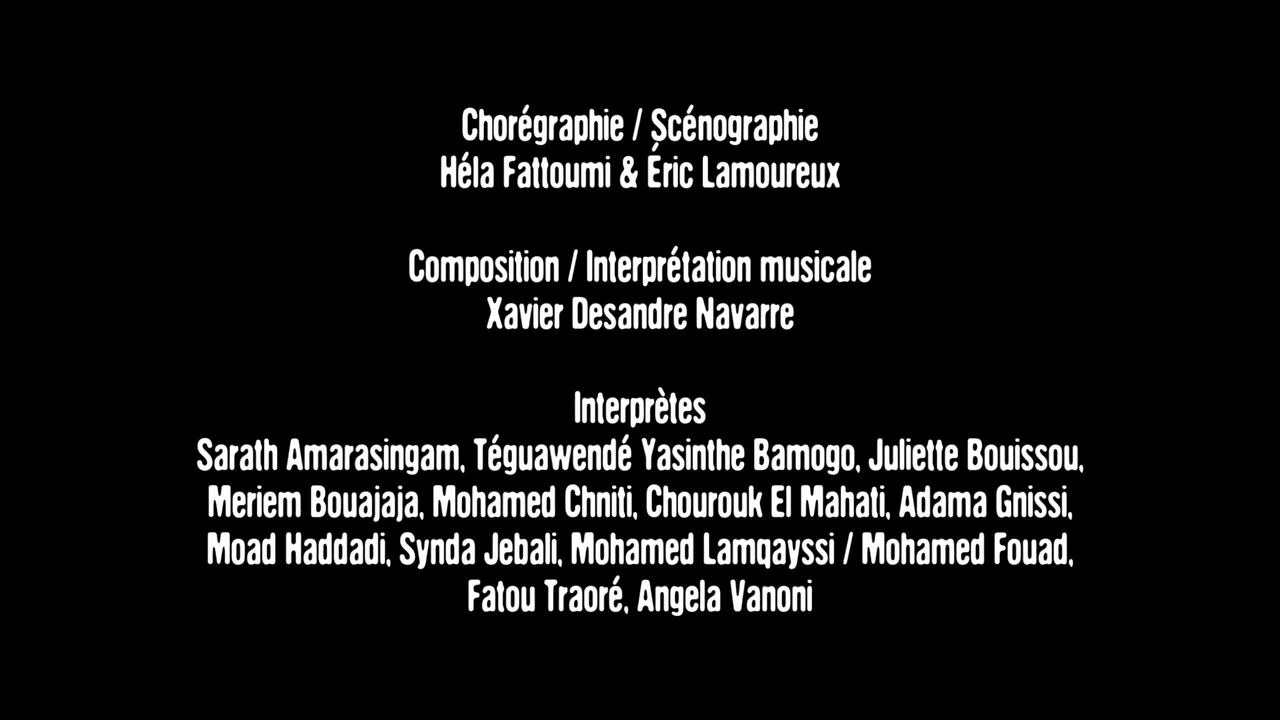 Chorégraphie / Scénographie
Héla Fattoumi & Éric Lamoureux
Composition / Interprétation musicale
Xavier Desandre Navarre
Interprètes
Sarath Amarasingam, Téguawendé Yasinthe Bamogo, Juliette Bouissou,
Meriem Bouajaja, Mohamed Chniti, Chourouk El Mahati, Adama Gnissi,
Moad Haddadi, Synda Jebali, Mohamed Lamqayssi / Mohamed Fouad,
Fatou Traoré, Angela Vanoni